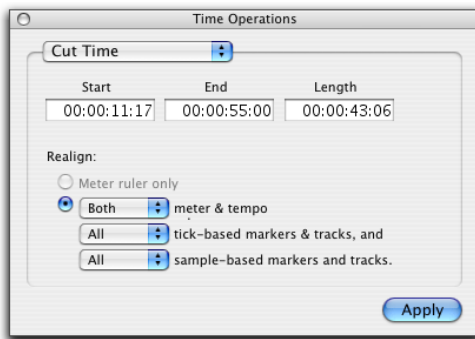 Time Operations
Cut Time
Start End Length
00:00:11:17 00:00:55:00 00:00:43:06
Realign:
Meter ruler only
Both meter & tempo
All tick-based markers & tracks, and
All sample-based markers and tracks.
Apply